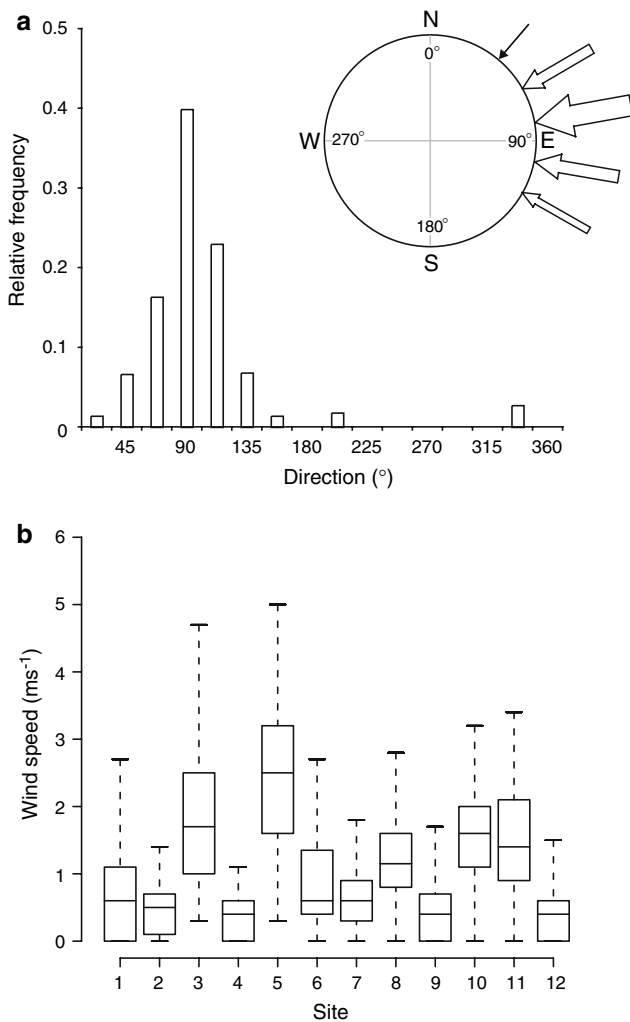 a
0.5
0.4
0.3
0.2
0.1
0
Relative frequency
N
0°
W 270° 90° E
180°
S
45 90 135 180 225 270 315 360
Direction (°)
b
6
5
4
3
2
1
0
Wind speed (ms⁻¹)
1 2 3 4 5 6 7 8 9 10 11 12
Site